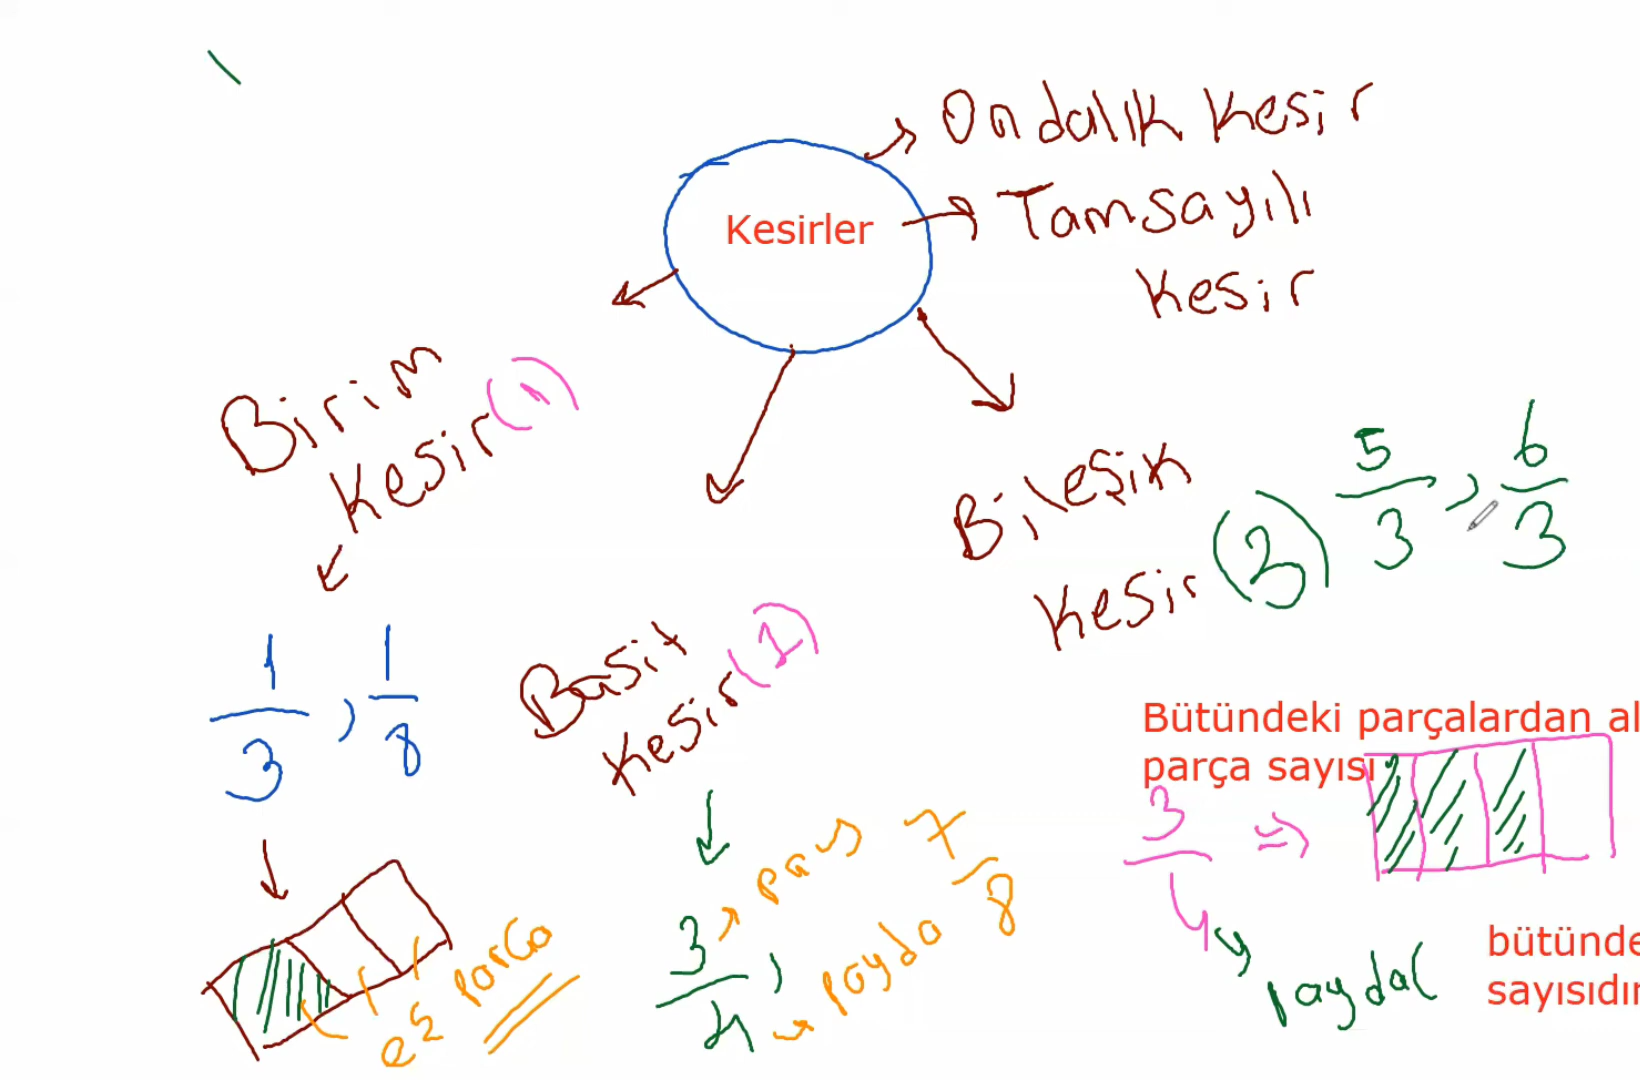 Kesirler
Ondalık Kesir
Tamsayılı
Kesir
Birim
Kesir (1)
1/3 , 1/8
eş parça
Basit
Kesir (2)
3/4 ,
pay
payda
7/8
Bileşik
Kesir (3) 5/3 , 6/3
Bütündeki parçalardan al
parça sayısı
3/4 ⇒
payda
bütünde
sayısıdır